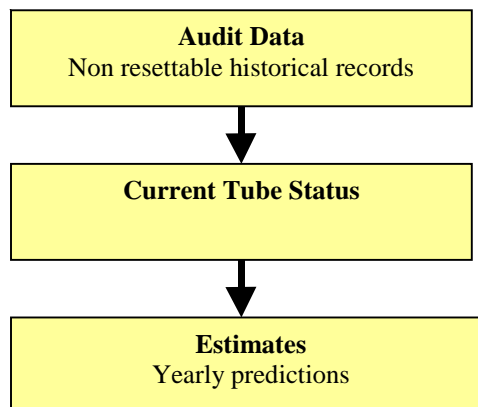 Audit Data
Non resettable historical records
Current Tube Status
Estimates
Yearly predictions